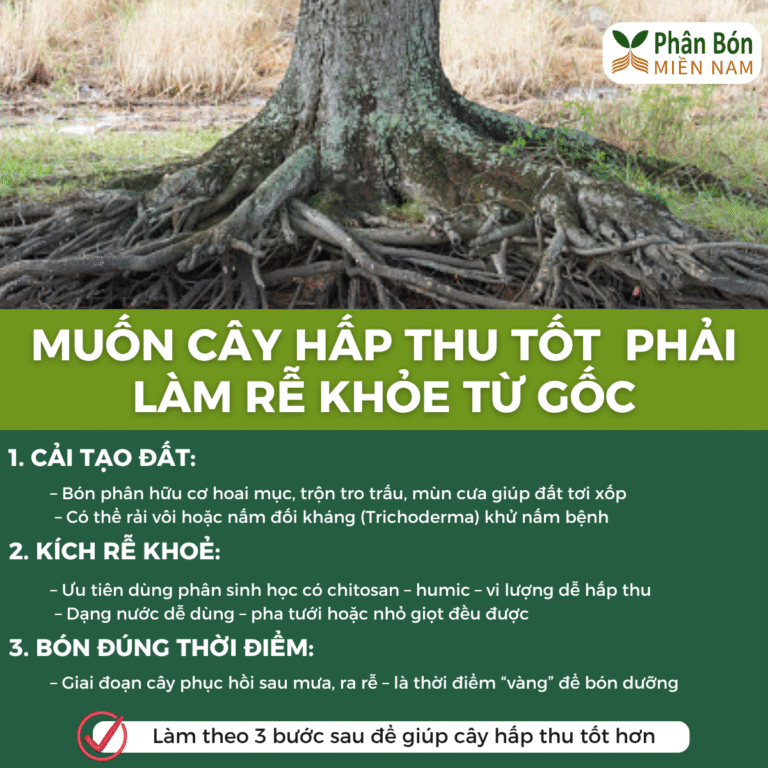 Phân Bón
MIỀN NAM
MUỐN CÂY HẤP THU TỐT PHẢI
LÀM RỄ KHỎE TỪ GỐC
1. CẢI TẠO ĐẤT:
– Bón phân hữu cơ hoai mục, trộn tro trấu, mùn cưa giúp đất tơi xốp
– Có thể rải vôi hoặc nấm đối kháng (Trichoderma) khử nấm bệnh
2. KÍCH RỄ KHOẺ:
– Ưu tiên dùng phân sinh học có chitosan – humic – vi lượng dễ hấp thu
– Dạng nước dễ dùng – pha tưới hoặc nhỏ giọt đều được
3. BÓN ĐÚNG THỜI ĐIỂM:
– Giai đoạn cây phục hồi sau mưa, ra rễ – là thời điểm “vàng” để bón dưỡng
Làm theo 3 bước sau để giúp cây hấp thu tốt hơn